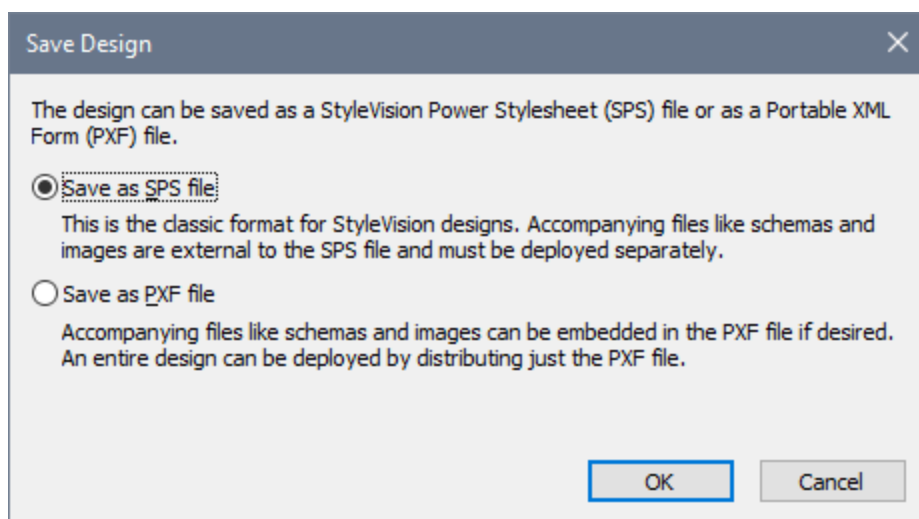 Save Design
The design can be saved as a StyleVision Power Stylesheet (SPS) file or as a Portable XML
Form (PXF) file.
Save as SPS file
This is the classic format for StyleVision designs. Accompanying files like schemas and
images are external to the SPS file and must be deployed separately.
Save as PXF file
Accompanying files like schemas and images can be embedded in the PXF file if desired.
An entire design can be deployed by distributing just the PXF file.
OK Cancel